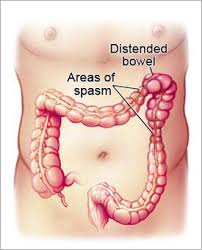 Distended
bowel
Areas of
spasm